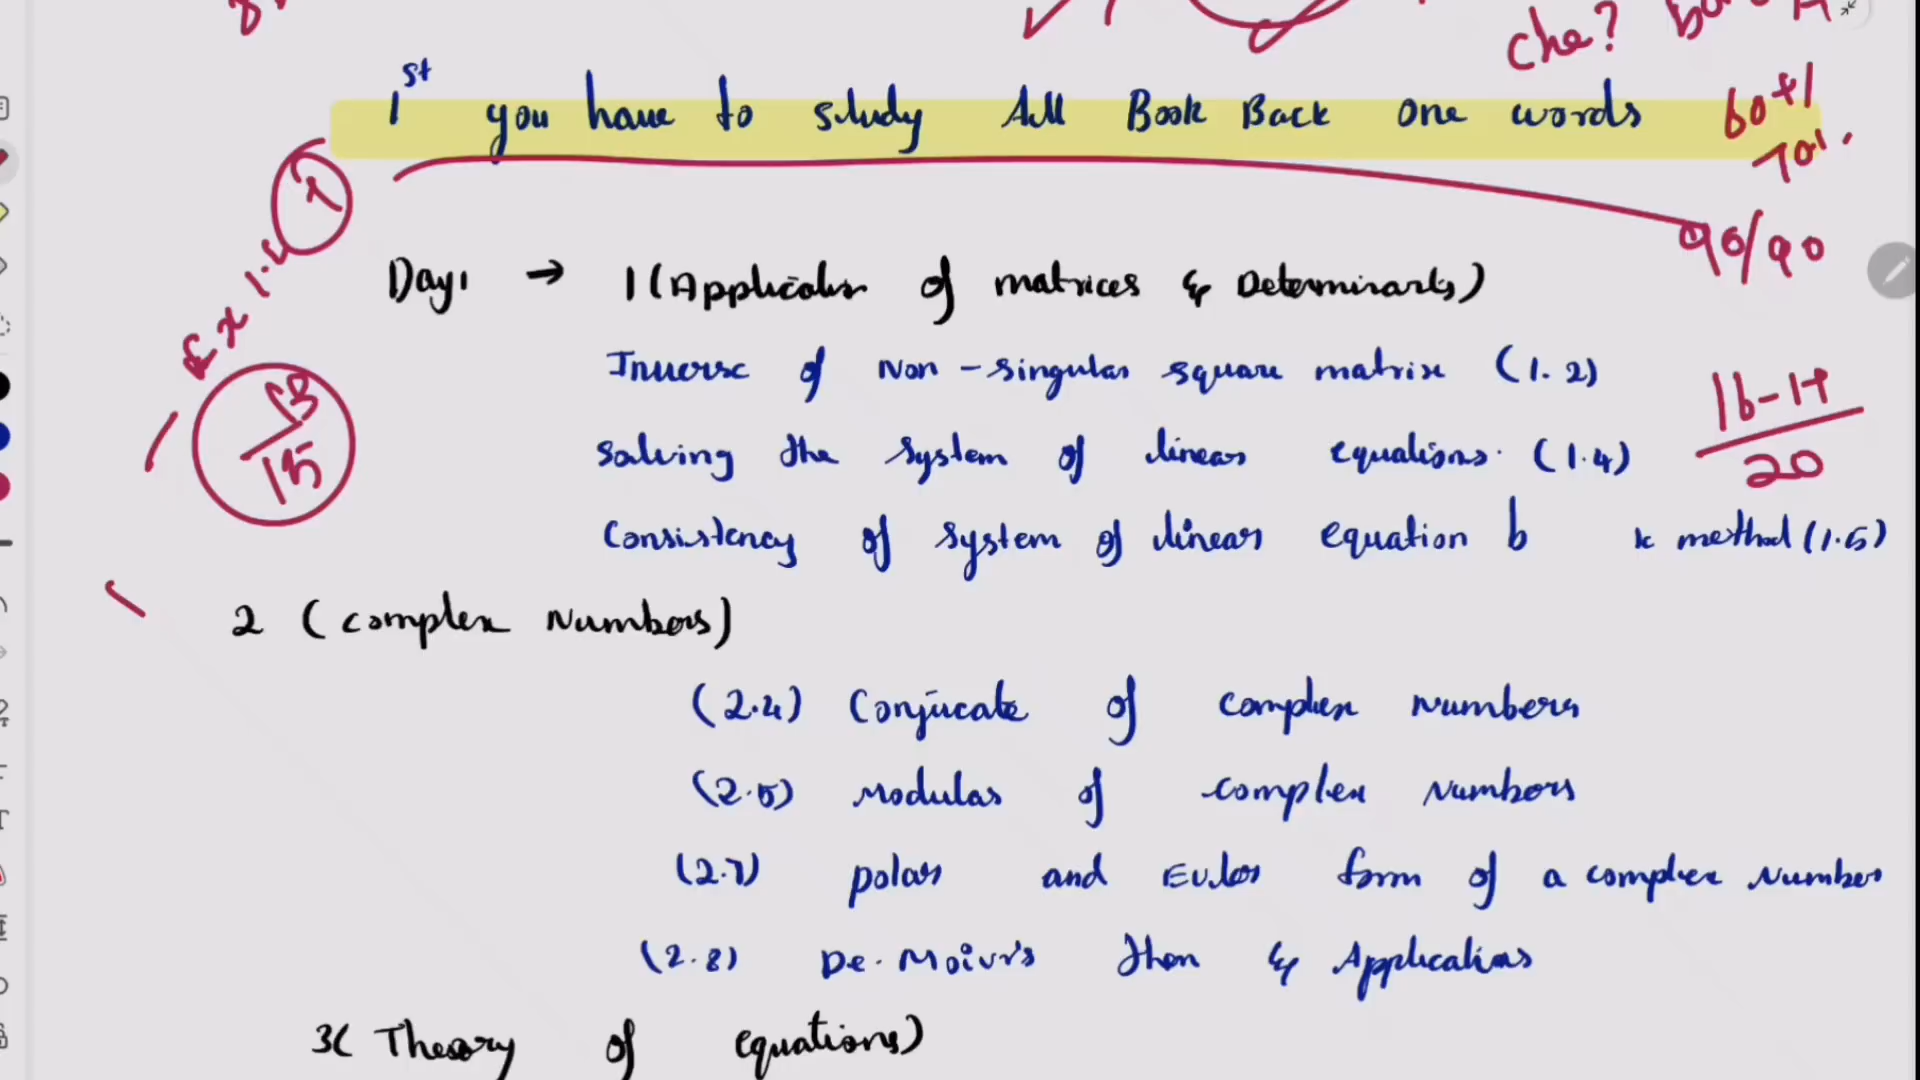 che?
1st you have to study All Book Back one words 60+1
70%.
90/90
Day1 → 1 (Application of matrices & Determinants)
Ex 1.
Inverse of Non-singular square matrix (1.2)
16-17
20
solving the system of linear equations. (1.4)
15
Consistency of system of linear equation b k method (1.5)
2 (complex Numbers)
(2.4) Conjucate of complex numbers
(2.5) Modulas of complex Numbers
(2.7) polar and Euler form of a complex Number
(2.8) De.Moivr's thon & Applications
3( Theory of equations)